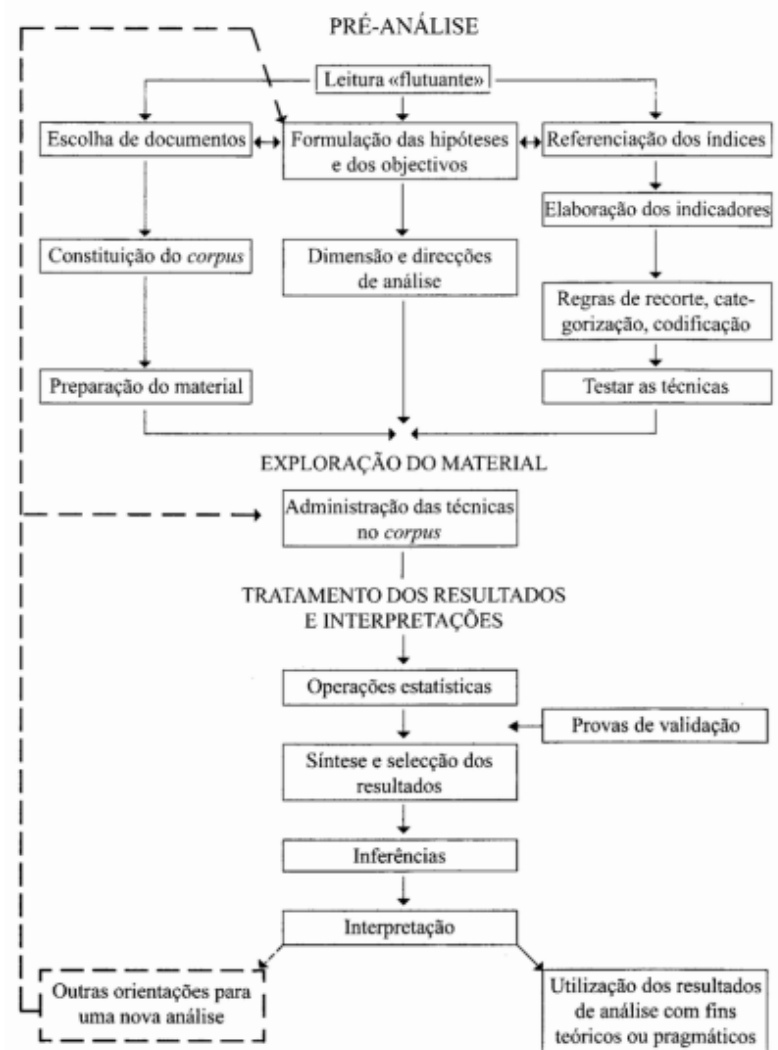 PRÉ-ANÁLISE
Leitura «flutuante»
Escolha de documentos
Formulação das hipóteses
e dos objectivos
Referenciação dos índices
Elaboração dos indicadores
Constituição do corpus
Dimensão e direcções
de análise
Regras de recorte, cate-
gorização, codificação
Preparação do material
Testar as técnicas
EXPLORAÇÃO DO MATERIAL
Administração das técnicas
no corpus
TRATAMENTO DOS RESULTADOS
E INTERPRETAÇÕES
Operações estatísticas
Provas de validação
Síntese e selecção dos
resultados
Inferências
Interpretação
Outras orientações para
uma nova análise
Utilização dos resultados
de análise com fins
teóricos ou pragmáticos